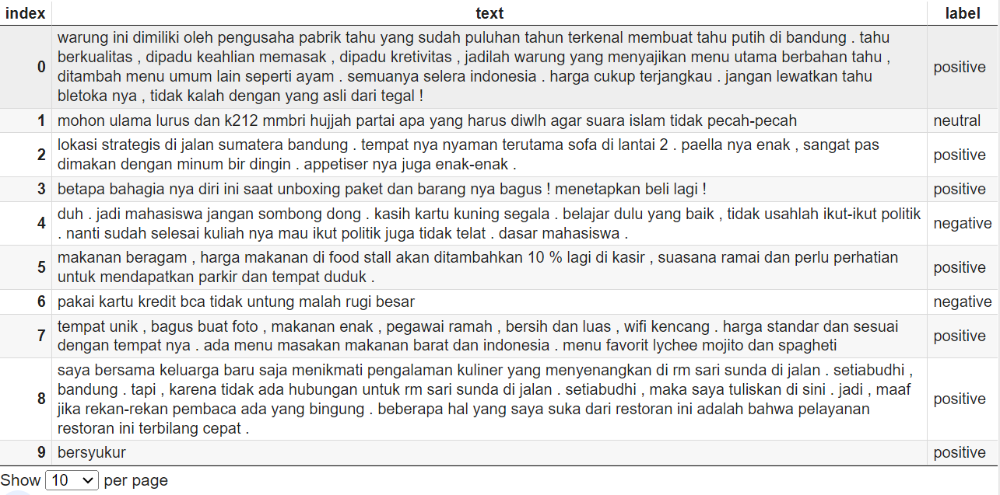 index text label
0 warung ini dimiliki oleh pengusaha pabrik tahu yang sudah puluhan tahun terkenal membuat tahu putih di bandung . tahu
berkualitas , dipadu keahlian memasak , dipadu kretivitas , jadilah warung yang menyajikan menu utama berbahan tahu ,
ditambah menu umum lain seperti ayam . semuanya selera indonesia . harga cukup terjangkau . jangan lewatkan tahu
bletoka nya , tidak kalah dengan yang asli dari tegal !
positive
1 mohon ulama lurus dan k212 mmbri hujjah partai apa yang harus diwlh agar suara islam tidak pecah-pecah neutral
2 lokasi strategis di jalan sumatera bandung . tempat nya nyaman terutama sofa di lantai 2 . paella nya enak , sangat pas
dimakan dengan minum bir dingin . appetiser nya juga enak-enak .
positive
3 betapa bahagia nya diri ini saat unboxing paket dan barang nya bagus ! menetapkan beli lagi ! positive
4 duh . jadi mahasiswa jangan sombong dong . kasih kartu kuning segala . belajar dulu yang baik , tidak usahlah ikut-ikut politik
. nanti sudah selesai kuliah nya mau ikut politik juga tidak telat . dasar mahasiswa .
negative
5 makanan beragam , harga makanan di food stall akan ditambahkan 10 % lagi di kasir , suasana ramai dan perlu perhatian
untuk mendapatkan parkir dan tempat duduk .
positive
6 pakai kartu kredit bca tidak untung malah rugi besar negative
7 tempat unik , bagus buat foto , makanan enak , pegawai ramah , bersih dan luas , wifi kencang . harga standar dan sesuai
dengan tempat nya . ada menu masakan makanan barat dan indonesia . menu favorit lychee mojito dan spagheti
positive
8 saya bersama keluarga baru saja menikmati pengalaman kuliner yang menyenangkan di rm sari sunda di jalan . setiabudhi ,
bandung . tapi , karena tidak ada hubungan untuk rm sari sunda di jalan . setiabudhi , maka saya tuliskan di sini . jadi , maaf
jika rekan-rekan pembaca ada yang bingung . beberapa hal yang saya suka dari restoran ini adalah bahwa pelayanan
restoran ini terbilang cepat .
positive
9 bersyukur positive
Show 10 per page